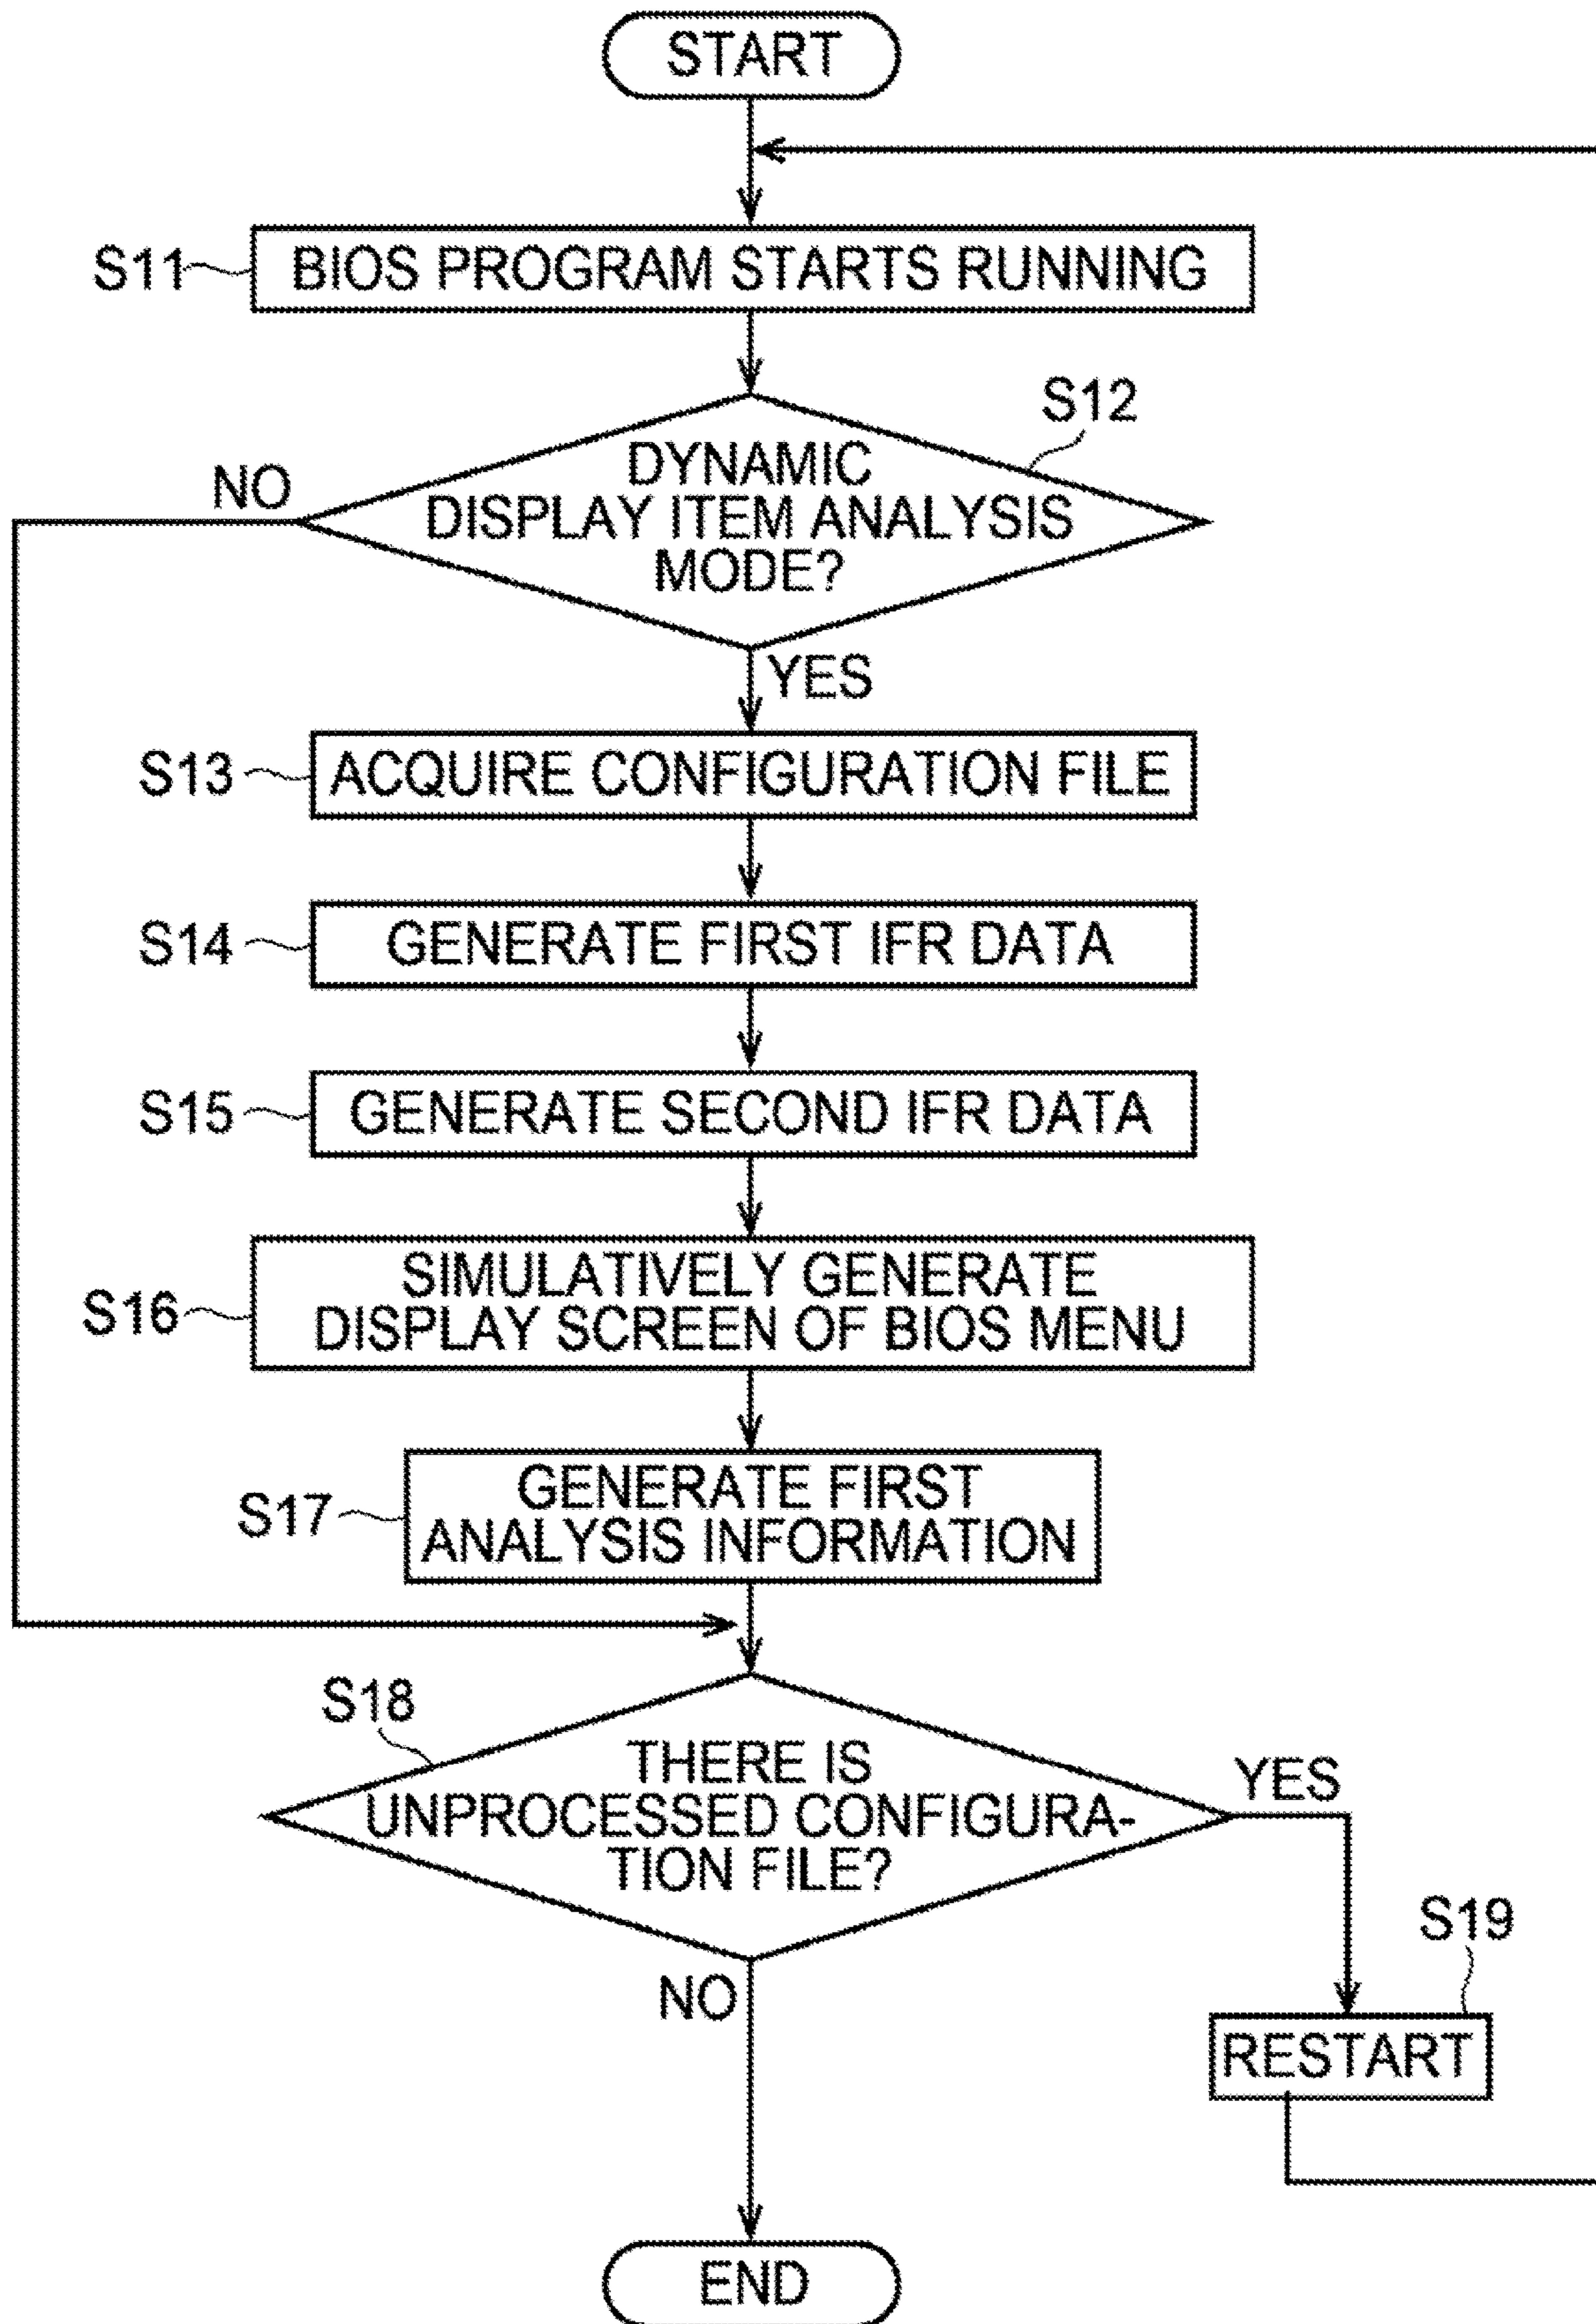 START
S11
BIOS PROGRAM STARTS RUNNING
S12
DYNAMIC
DISPLAY ITEM ANALYSIS
MODE?
NO
YES
S13
ACQUIRE CONFIGURATION FILE
S14
GENERATE FIRST IFR DATA
S15
GENERATE SECOND IFR DATA
S16
SIMULATIVELY GENERATE
DISPLAY SCREEN OF BIOS MENU
S17
GENERATE FIRST
ANALYSIS INFORMATION
S18
THERE IS
UNPROCESSED CONFIGURA-
TION FILE?
YES
NO
S19
RESTART
END